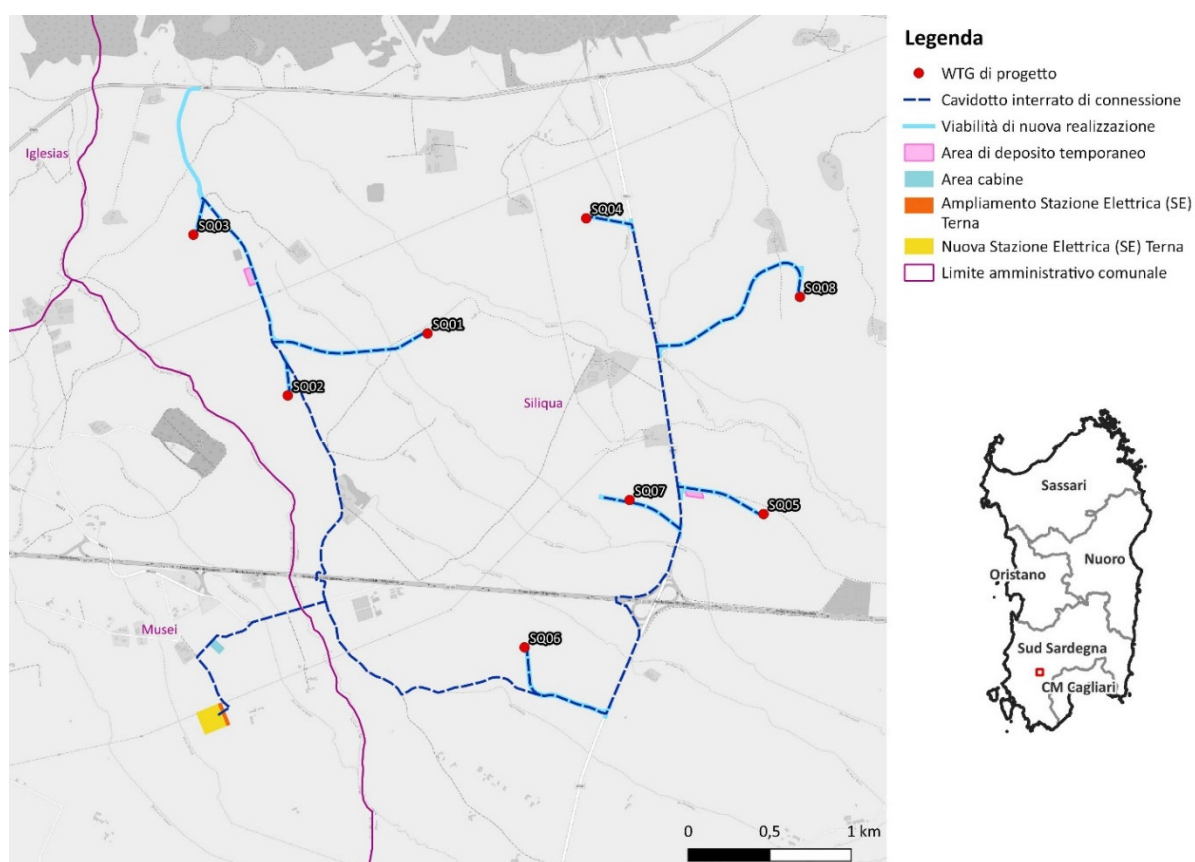 Iglesias
SQ03
SQ04
SQ08
SQ01
SQ02
Siliqua
SQ07
SQ05
Musei
SQ06
0 0,5 1 km
Legenda
WTG di progetto
Cavidotto interrato di connessione
Viabilità di nuova realizzazione
Area di deposito temporaneo
Area cabine
Ampliamento Stazione Elettrica (SE)
Terna
Nuova Stazione Elettrica (SE) Terna
Limite amministrativo comunale
Sassari
Nuoro
Oristano
Sud Sardegna
CM Cagliari